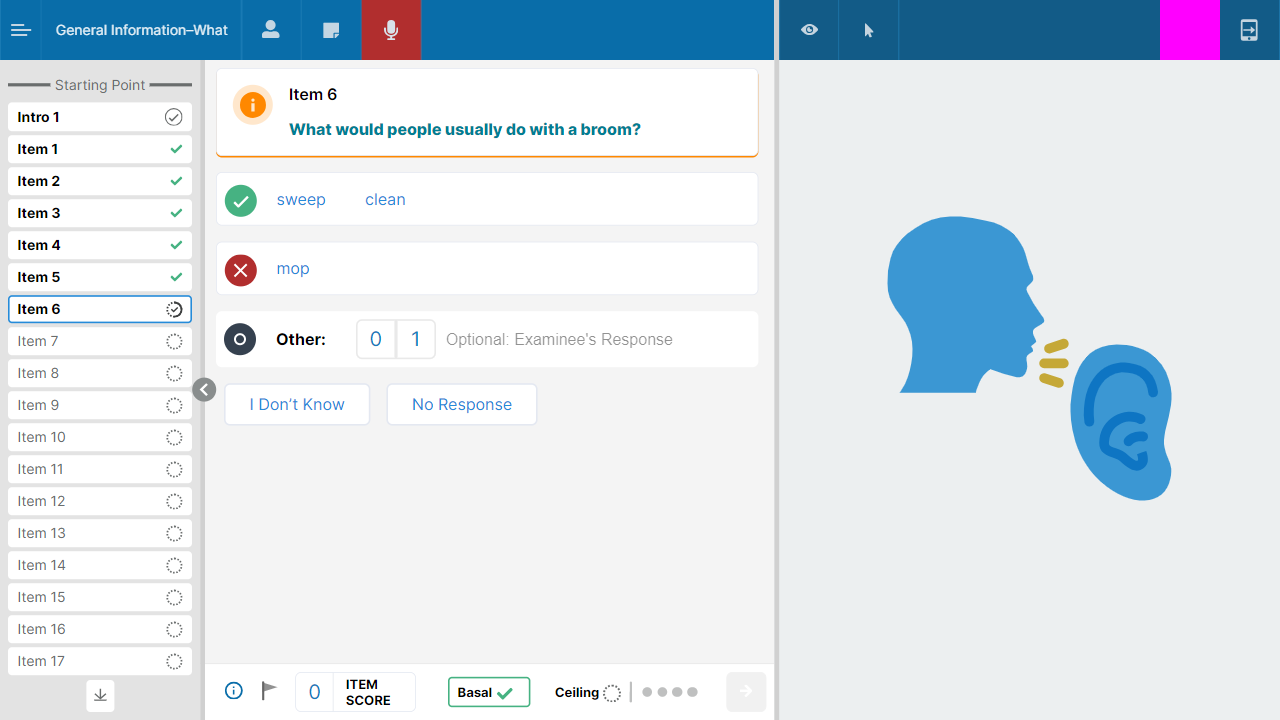 General Information–What
Starting Point
Intro 1
Item 1
Item 2
Item 3
Item 4
Item 5
Item 6
Item 7
Item 8
Item 9
Item 10
Item 11
Item 12
Item 13
Item 14
Item 15
Item 16
Item 17
Item 6
What would people usually do with a broom?
sweep clean
mop
Other: 0 1 Optional: Examinee's Response
I Don't Know No Response
0 ITEM
SCORE
Basal Ceiling